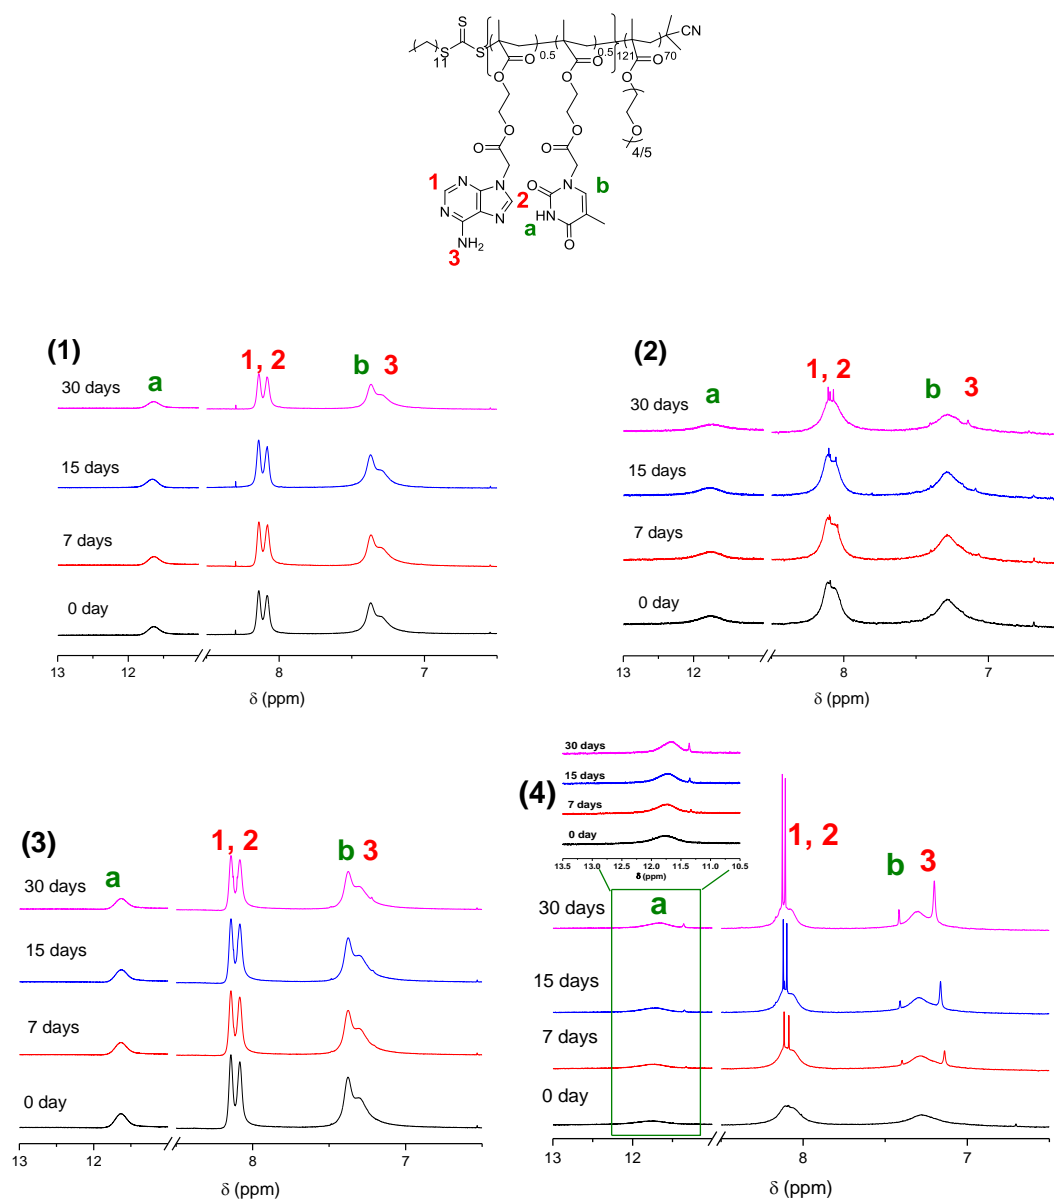 S
S
S
11
O
O
0.5
O
O
0.5
121
O
O
70
CN
O
4/5
O
O
O
O
1
N
N
N
N
2
NH2
3
O
N
b
HN
a
O
(1)
a
1, 2
b
3
30 days
15 days
7 days
0 day
13
12
8
7
δ (ppm)
(2)
a
1, 2
b
3
30 days
15 days
7 days
0 day
13
12
8
7
δ (ppm)
(3)
a
1, 2
b
3
30 days
15 days
7 days
0 day
13
12
8
7
δ (ppm)
(4)
30 days
15 days
7 days
0 day
13.5 13.0 12.5 12.0 11.5 11.0 10.5
δ (ppm)
a
1, 2
b
3
30 days
15 days
7 days
0 day
13
12
8
7
δ (ppm)